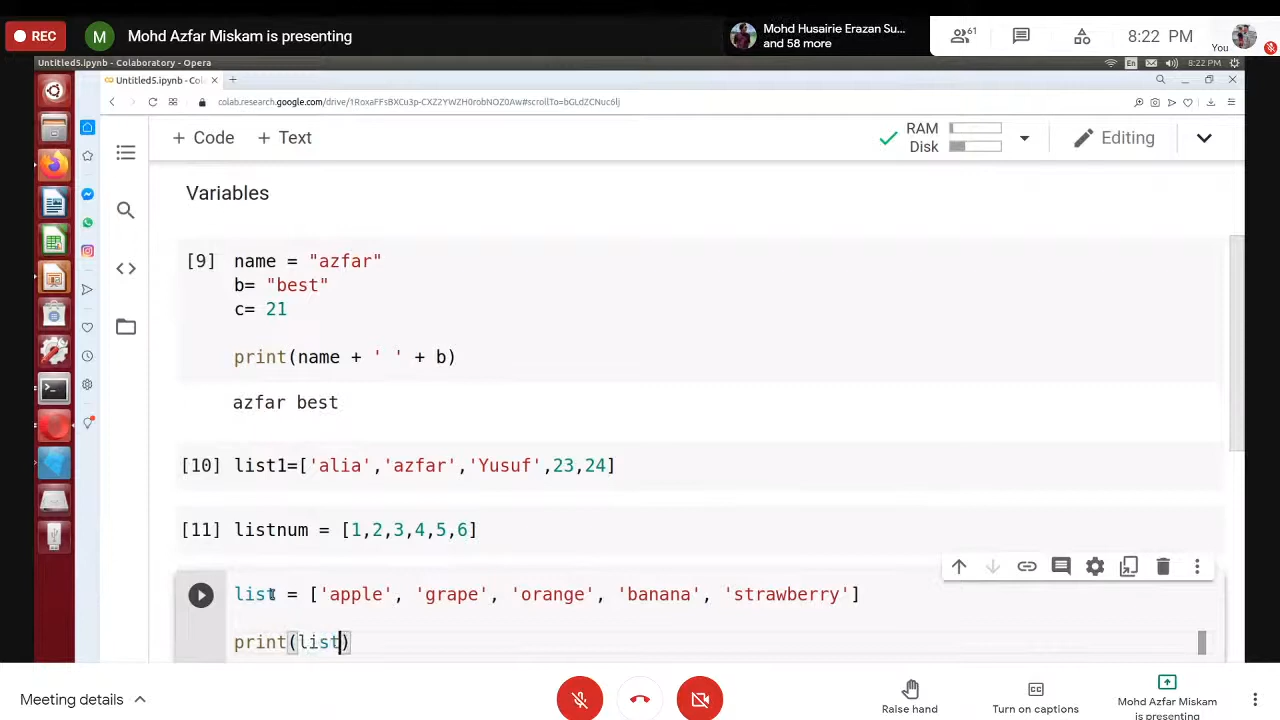 REC
M
Mohd Azfar Miskam is presenting
Mohd Husairie Erazan Su...
and 58 more
61
8:22 PM
You
Untitled5.ipynb - Colaboratory - Opera
En
8:22 PM
Untitled5.ipynb - Col
colab.research.google.com/drive/1RoxaFFsBXCu3p-CXZ2YWZH0robNOZ0Aw#scrollTo=bGLdZCNuc6lj
+ Code
+ Text
RAM
Disk
Editing
Variables
[9] name = "azfar"
b= "best"
c= 21
print(name + ' ' + b)
azfar best
[10] list1=['alia','azfar','Yusuf',23,24]
[11] listnum = [1,2,3,4,5,6]
list = ['apple', 'grape', 'orange', 'banana', 'strawberry']
print(list)
Meeting details
Raise hand
Turn on captions
Mohd Azfar Miskam
is presenting